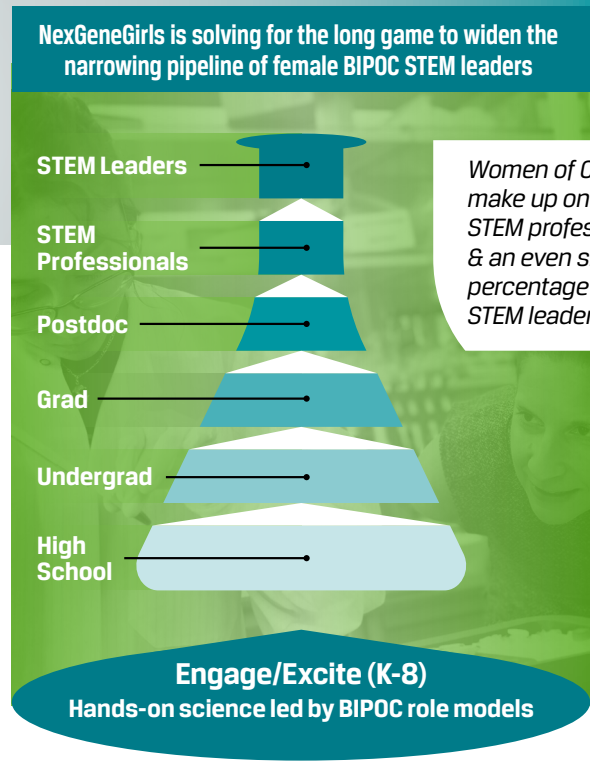 NexGeneGirls is solving for the long game to widen the
narrowing pipeline of female BIPOC STEM leaders
STEM Leaders
STEM
Professionals
Postdoc
Grad
Undergrad
High
School
Women of
make up
STEM
& an even
percentage
STEM
Engage/Excite (K-8)
Hands-on science led by BIPOC role models